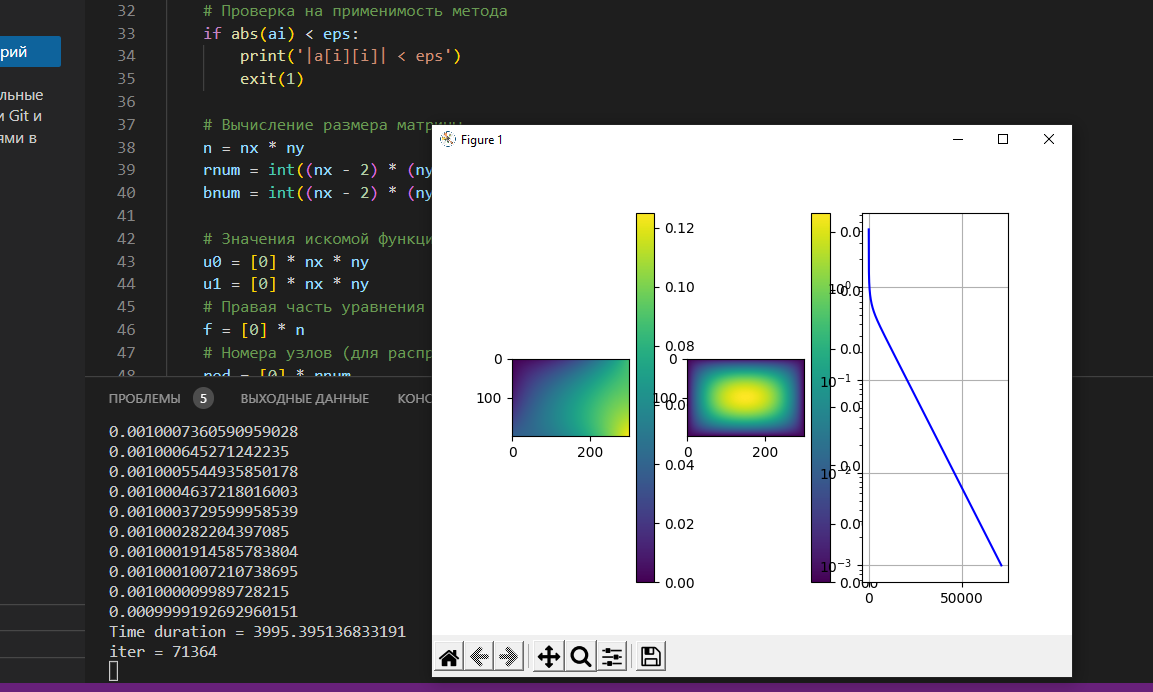 32 # Проверка на применимость метода
33 if abs(ai) < eps:
34 print('|a[i][i]| < eps')
35 exit(1)
36
37 # Вычисление размера матрицы
38 n = nx * ny
39 rnum = int((nx - 2) * (ny
40 bnum = int((nx - 2) * (ny
41
42 # Значения искомой функци
43 u0 = [0] * nx * ny
44 u1 = [0] * nx * ny
45 # Правая часть уравнения
46 f = [0] * n
47 # Номера узлов (для распр
48 red = [0] * rnum
рий
льные
и Git и
ями в
ПРОБЛЕМЫ 5 ВЫХОДНЫЕ ДАННЫЕ КОНС
0.0010007360590959028
0.001000645271242235
0.0010005544935850178
0.0010004637218016003
0.0010003729599958539
0.001000282204397085
0.0010001914585783804
0.0010001007210738695
0.001000009989728215
0.0009999192692960151
Time duration = 3995.395136833191
iter = 71364
Figure 1
0
100
0 200
0.12
0.10
0.08
0.0
0.04
0.02
0.00
0
100
0 200
0.0
0.0
0.0
0.0
0.0
0.0
10⁰
10⁻¹
10⁻²
10⁻³
0 50000